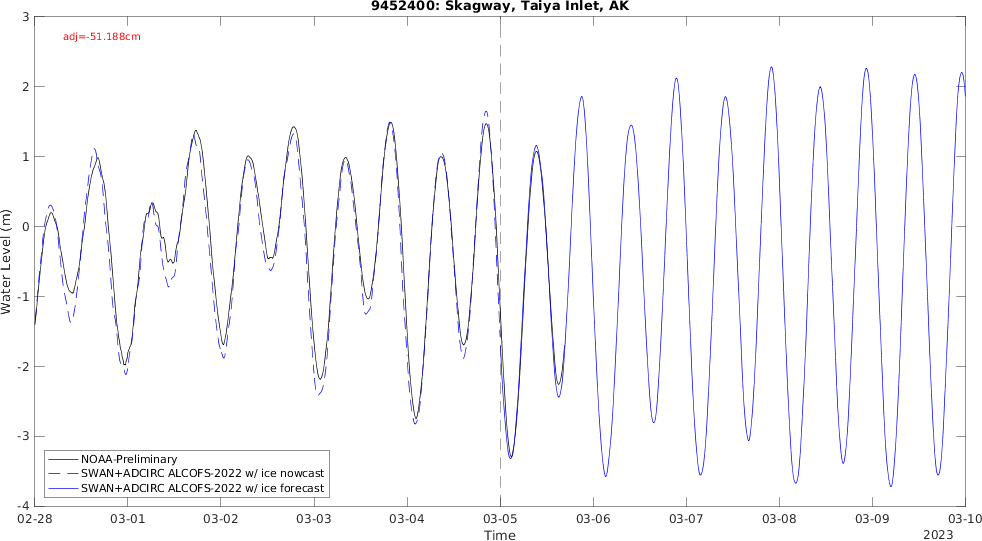 9452400: Skagway, Taiya Inlet, AK
adj=-51.188cm
Water Level (m)
3
2
1
0
-1
-2
-3
-4
NOAA-Preliminary
SWAN+ADCIRC ALCOFS-2022 w/ ice nowcast
SWAN+ADCIRC ALCOFS-2022 w/ ice forecast
02-28 03-01 03-02 03-03 03-04 03-05 03-06 03-07 03-08 03-09 03-10
Time
2023